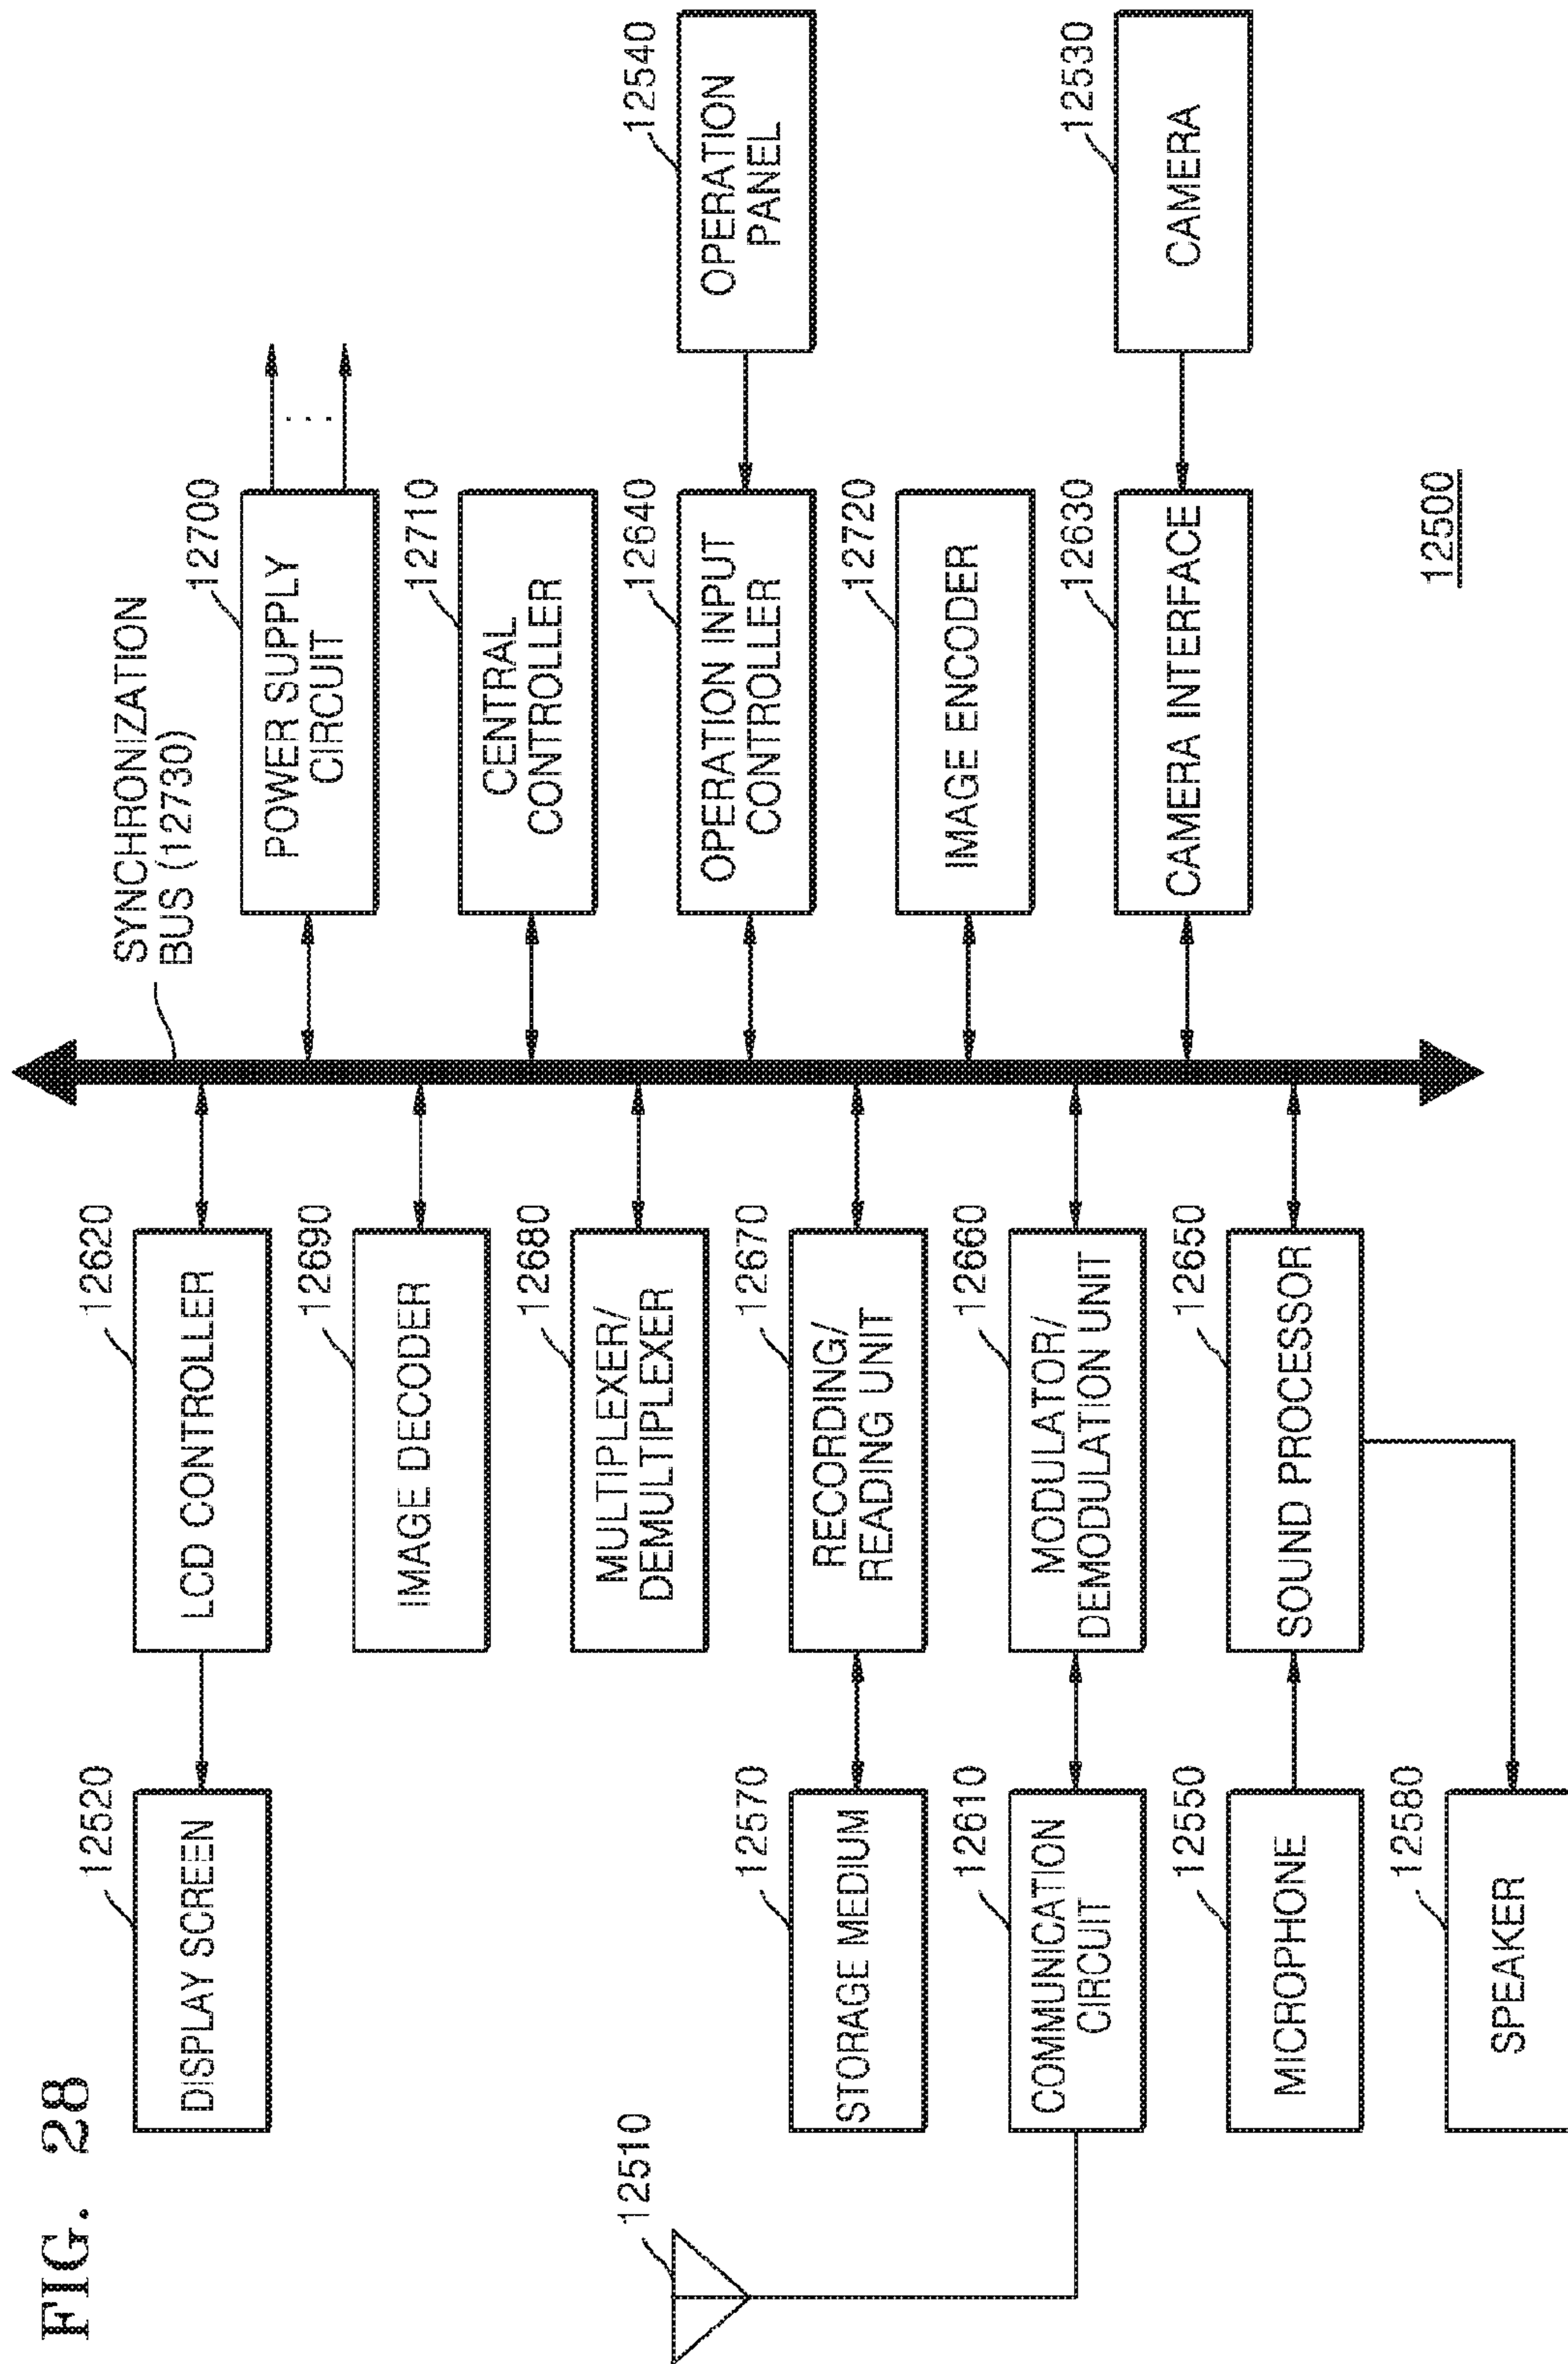 FIG. 28
12510
12520
DISPLAY SCREEN
12570
STORAGE MEDIUM
12610
COMMUNICATION
CIRCUIT
12550
MICROPHONE
12580
SPEAKER
12620
LCD CONTROLLER
12690
IMAGE DECODER
12680
MULTIPLEXER/
DEMULTIPLEXER
12670
RECORDING/
READING UNIT
12660
MODULATOR/
DEMODULATION UNIT
12650
SOUND PROCESSOR
SYNCHRONIZATION
BUS (12730)
12700
POWER SUPPLY
CIRCUIT
12710
CENTRAL
CONTROLLER
12640
OPERATION INPUT
CONTROLLER
12720
IMAGE ENCODER
12630
CAMERA INTERFACE
12540
OPERATION
PANEL
12530
CAMERA
12500